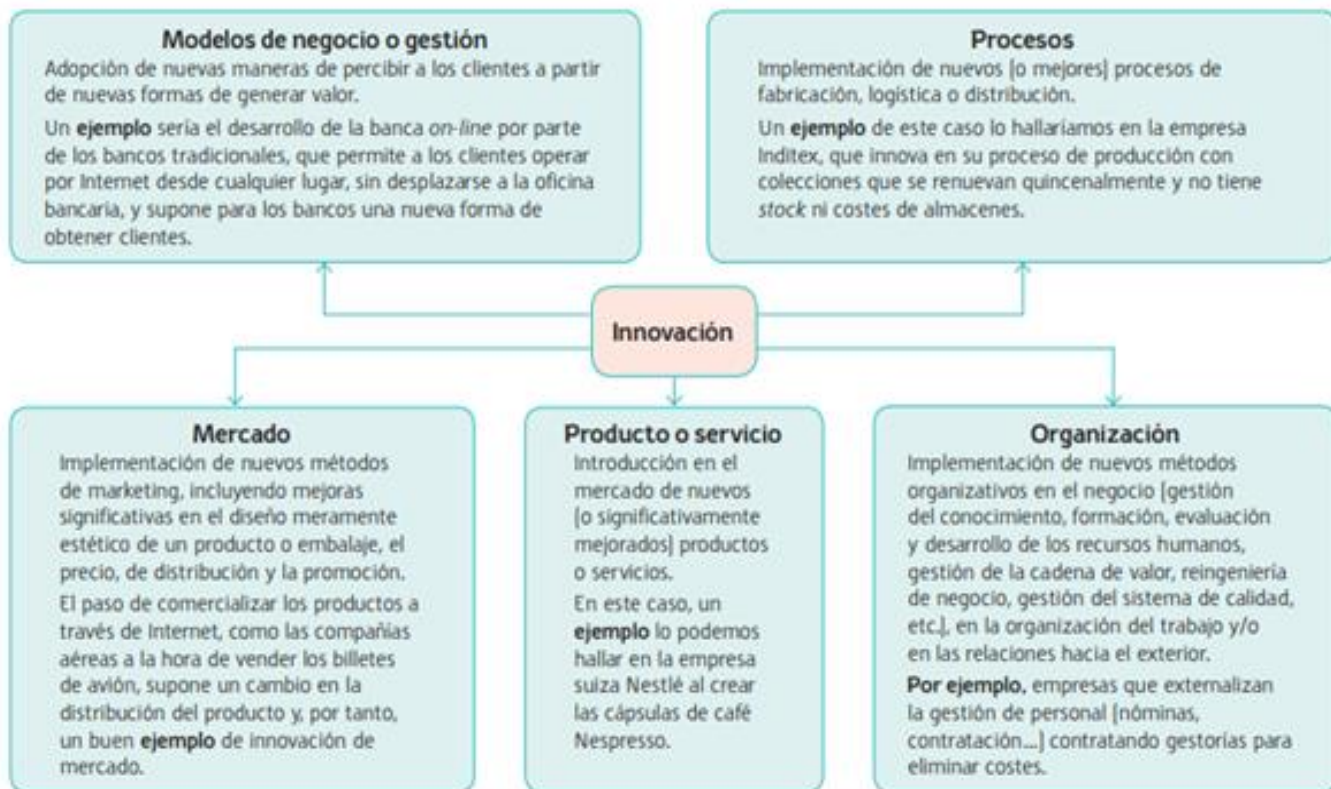 Modelos de negocio o gestión
Adopción de nuevas maneras de percibir a los clientes a partir
de nuevas formas de generar valor.
Un ejemplo sería el desarrollo de la banca on-line por parte
de los bancos tradicionales, que permite a los clientes operar
por Internet desde cualquier lugar, sin desplazarse a la oficina
bancaria, y supone para los bancos una nueva forma de
obtener clientes.
Procesos
Implementación de nuevos [o mejores] procesos de
fabricación, logística o distribución.
Un ejemplo de este caso lo hallaríamos en la empresa
Inditex, que innova en su proceso de producción con
colecciones que se renuevan quincenalmente y no tiene
stock ni costes de almacenes.
Innovación
Mercado
Implementación de nuevos métodos
de marketing, incluyendo mejoras
significativas en el diseño meramente
estético de un producto o embalaje, el
precio, de distribución y la promoción.
El paso de comercializar los productos a
través de Internet, como las compañías
aéreas a la hora de vender los billetes
de avión, supone un cambio en la
distribución del producto y, por tanto,
un buen ejemplo de innovación de
mercado.
Producto o servicio
Introducción en el
mercado de nuevos
[o significativamente
mejorados] productos
o servicios.
En este caso, un
ejemplo lo podemos
hallar en la empresa
suiza Nestlé al crear
las cápsulas de café
Nespresso.
Organización
Implementación de nuevos métodos
organizativos en el negocio [gestión
del conocimiento, formación, evaluación
y desarrollo de los recursos humanos,
gestión de la cadena de valor, reingeniería
de negocio, gestión del sistema de calidad,
etc.], en la organización del trabajo y/o
en las relaciones hacia el exterior.
Por ejemplo, empresas que externalizan
la gestión de personal [nóminas,
contratación...] contratando gestorías para
eliminar costes.